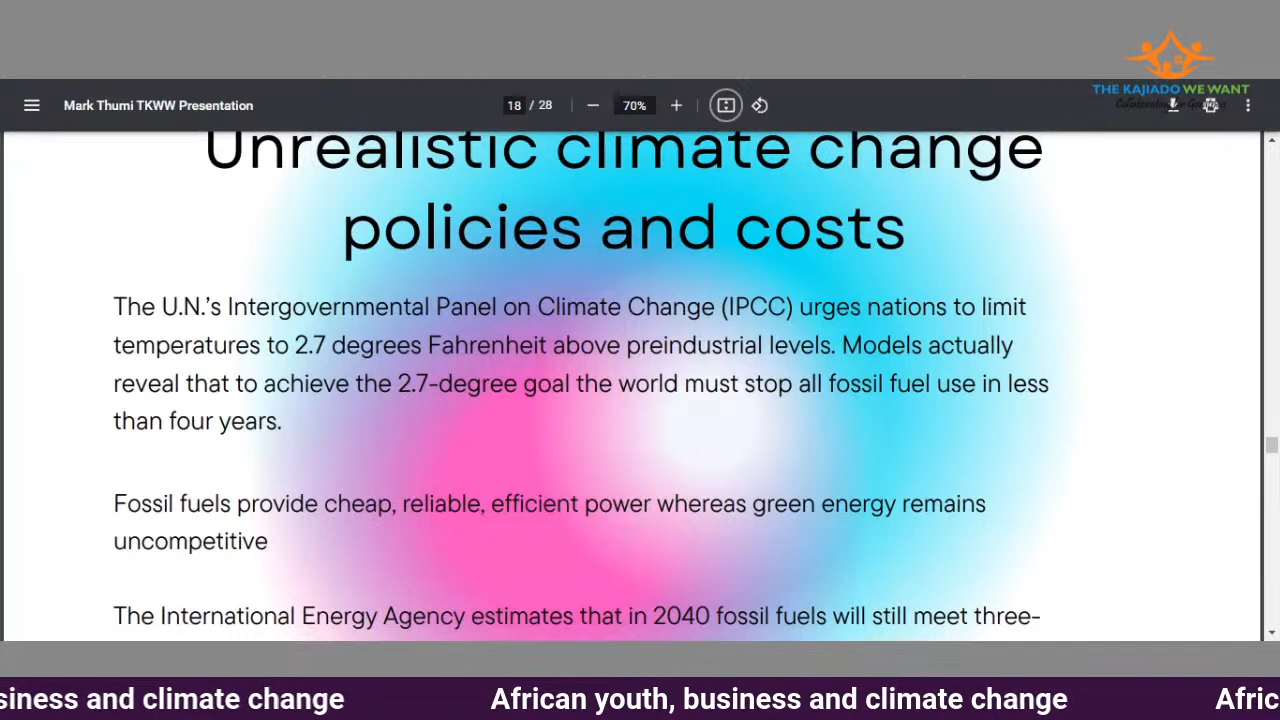 THE KAJIADO WE WANT
Mark Thumi TKWW Presentation
18 / 28
70%
Unrealistic climate change
policies and costs
The U.N.’s Intergovernmental Panel on Climate Change (IPCC) urges nations to limit
temperatures to 2.7 degrees Fahrenheit above preindustrial levels. Models actually
reveal that to achieve the 2.7-degree goal the world must stop all fossil fuel use in less
than four years.
Fossil fuels provide cheap, reliable, efficient power whereas green energy remains
uncompetitive
The International Energy Agency estimates that in 2040 fossil fuels will still meet three-
siness and climate change African youth, business and climate change Afric